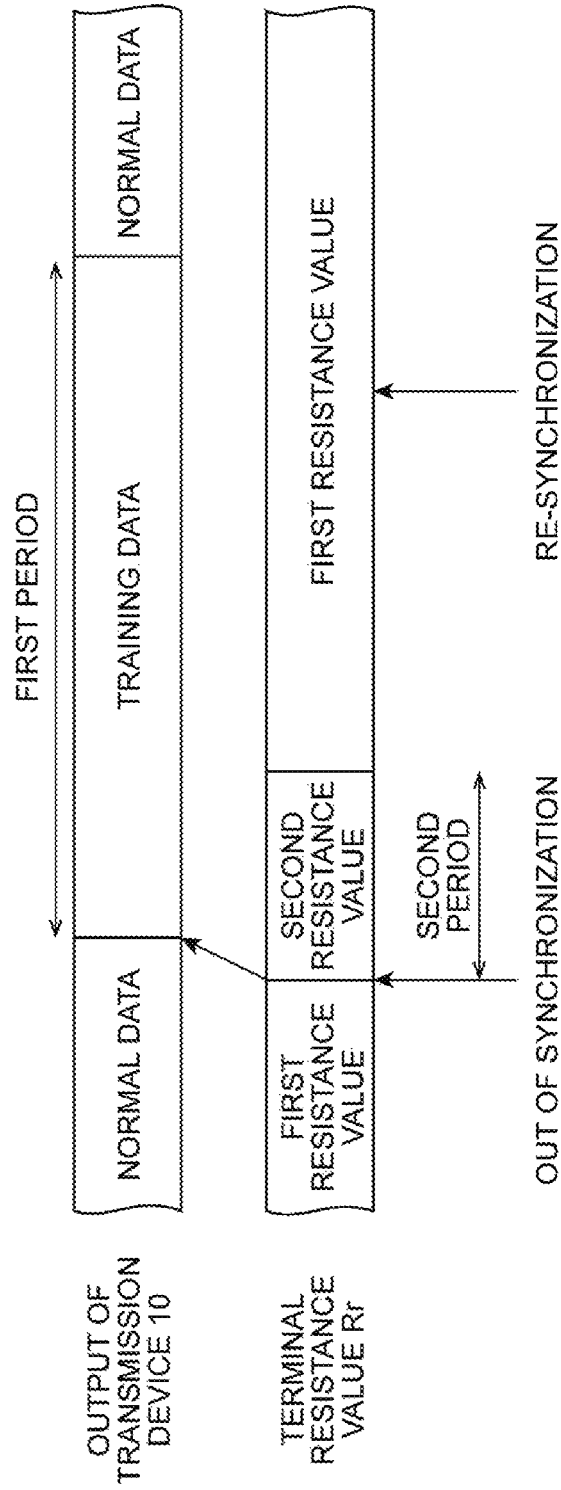 FIRST PERIOD
OUTPUT OF
TRANSMISSION
DEVICE 10
NORMAL DATA
TRAINING DATA
NORMAL DATA
TERMINAL
RESISTANCE
VALUE Rr
FIRST
RESISTANCE
VALUE
SECOND
RESISTANCE
VALUE
FIRST RESISTANCE VALUE
SECOND
PERIOD
OUT OF SYNCHRONIZATION
RE-SYNCHRONIZATION